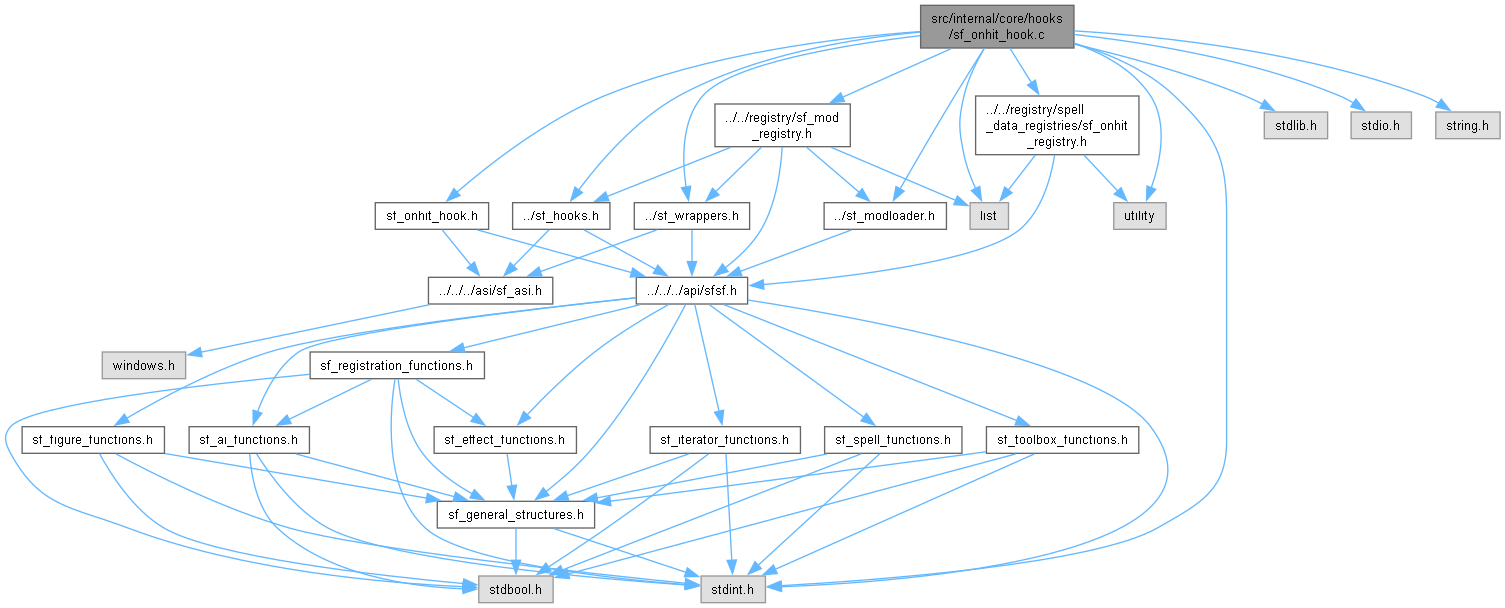 src/internal/core/hooks
/sf_onhit_hook.c
../../registry/sf_mod
_registry.h
../../registry/spell
_data_registries/sf_onhit
_registry.h
stdlib.h
stdio.h
string.h
sf_onhit_hook.h
../sf_hooks.h
../sf_wrappers.h
../sf_modloader.h
list
utility
../../../asi/sf_asi.h
../../../api/sfsf.h
windows.h
sf_registration_functions.h
sf_figure_functions.h
sf_ai_functions.h
sf_effect_functions.h
sf_iterator_functions.h
sf_spell_functions.h
sf_toolbox_functions.h
sf_general_structures.h
stdbool.h
stdint.h